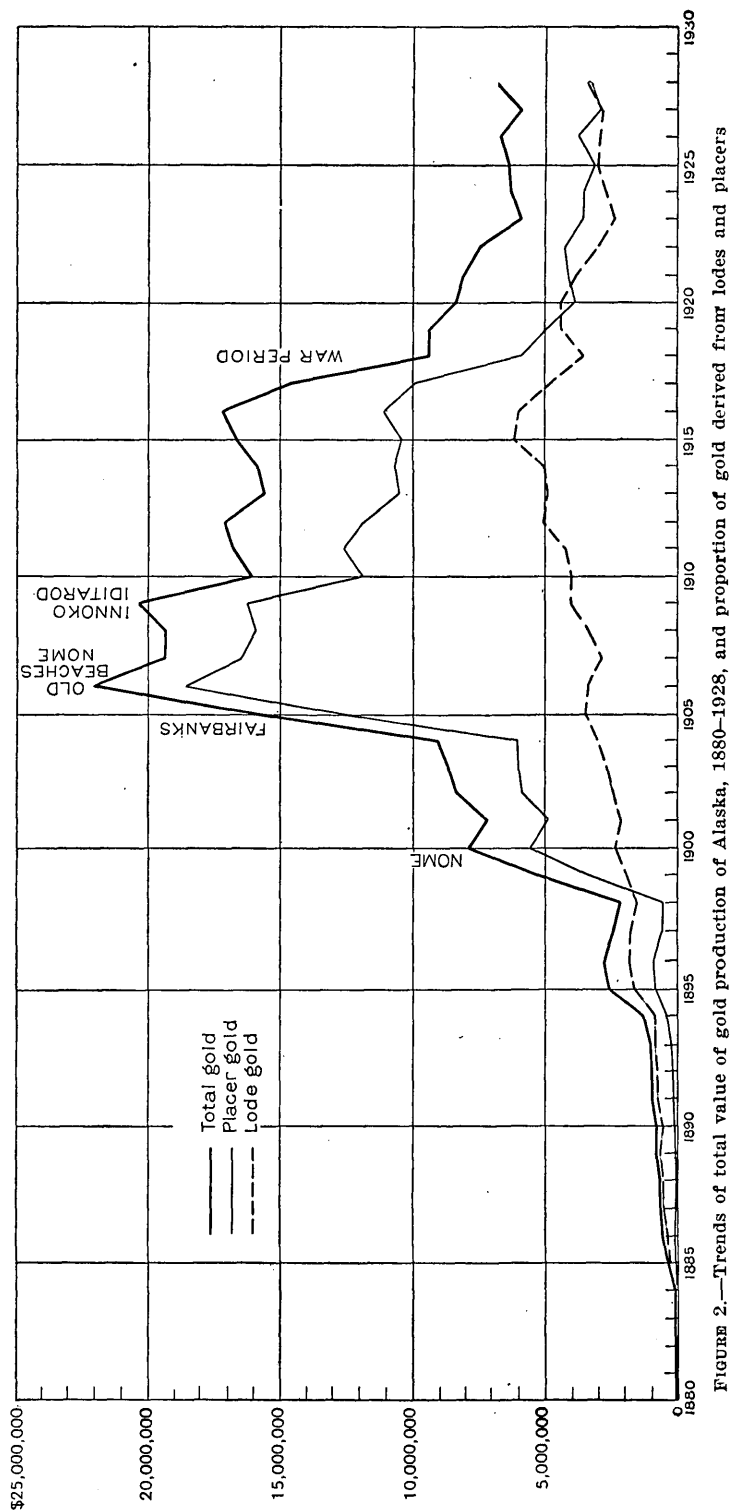 $25,000,000
20,000,000
15,000,000
10,000,000
5,000,000
0
Total gold
Placer gold
Lode gold
NOME
FAIRBANKS
OLD
BEACHES
NOME
INNOKO
IDITAROD
WAR PERIOD
1880
1885
1890
1895
1900
1905
1910
1915
1920
1925
1930
FIGURE 2.—Trends of total value of gold production of Alaska, 1880–1928, and proportion of gold derived from lodes and placers